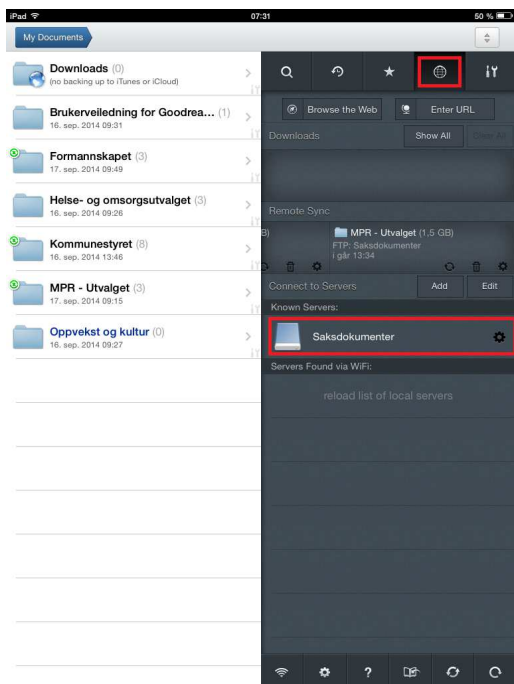 iPad 07:31 50 %
My Documents
Downloads (0)
(no backing up to iTunes or iCloud)
Brukerveiledning for Goodrea... (1)
16. sep. 2014 09:31
Formannskapet (3)
17. sep. 2014 09:49
Helse- og omsorgsutvalget (3)
16. sep. 2014 09:26
Kommunestyret (8)
16. sep. 2014 13:46
MPR - Utvalget (3)
17. sep. 2014 09:15
Oppvekst og kultur (0)
16. sep. 2014 09:27
Browse the Web Enter URL
Downloads Show All Clear All
Remote Sync
B) MPR - Utvalget (1,5 GB)
FTP: Saksdokumenter
i går 13:34
Connect to Servers Add Edit
Known Servers:
Saksdokumenter
Servers Found via WiFi:
reload list of local servers